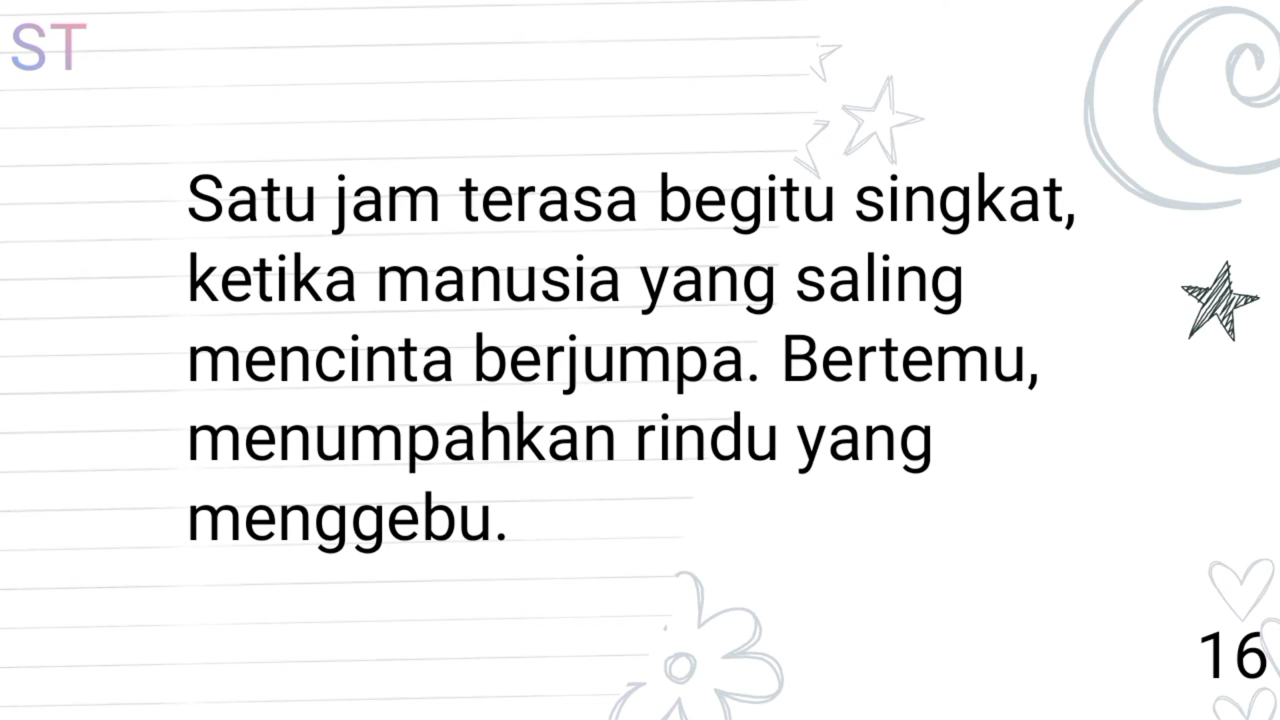 ST
Satu jam terasa begitu singkat,
ketika manusia yang saling
mencinta berjumpa. Bertemu,
menumpahkan rindu yang
menggebu.
16